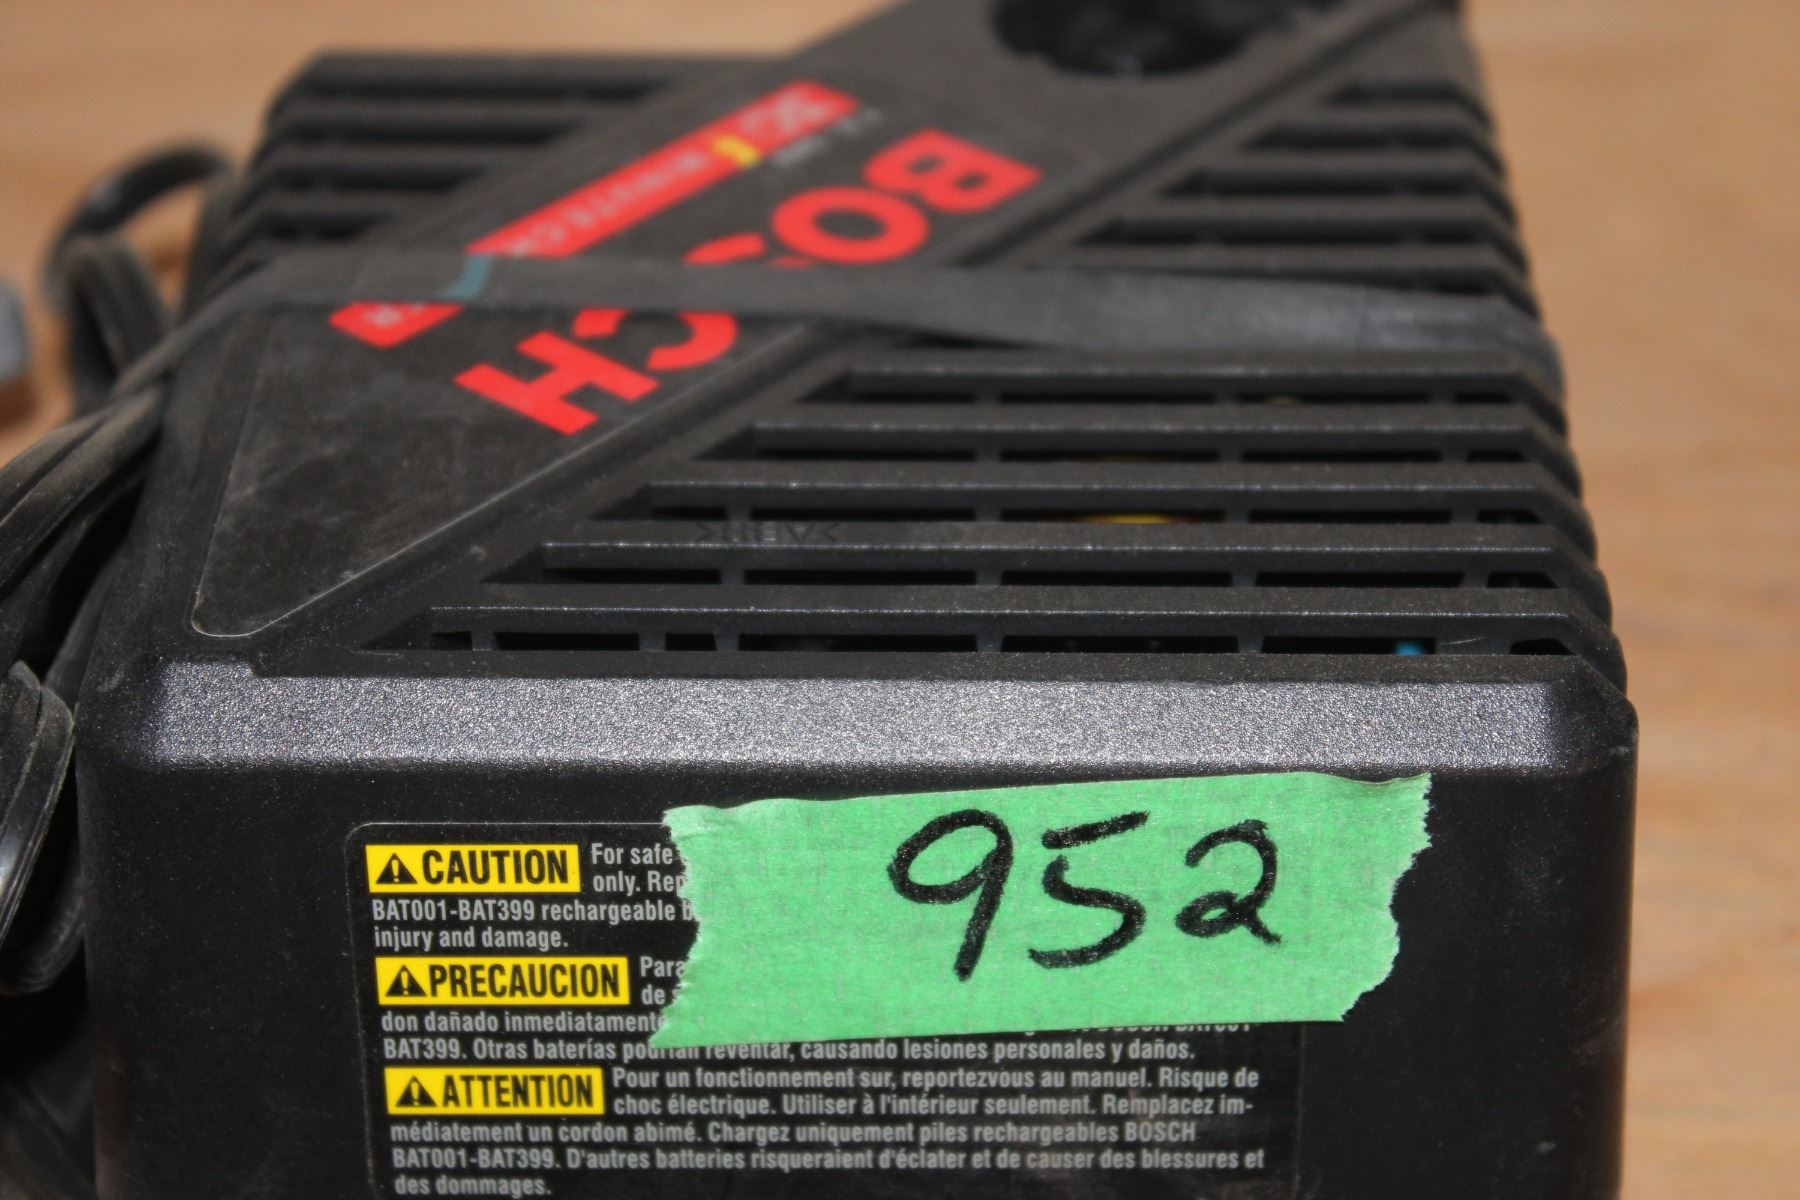 BOSCH
952
CAUTION For safe
only. Rep
BAT001-BAT399 rechargeable b
injury and damage.
PRECAUCION Para
de
don dañado inmediatamente
BAT399. Otras baterías podrían reventar, causando lesiones personales y daños.
ATTENTION Pour un fonctionnement sur, reportezvous au manuel. Risque de
choc électrique. Utiliser à l'intérieur seulement. Remplacez im-
médiatement un cordon abimé. Chargez uniquement piles rechargeables BOSCH
BAT001-BAT399. D'autres batteries risqueraient d'éclater et de causer des blessures et
des dommages.